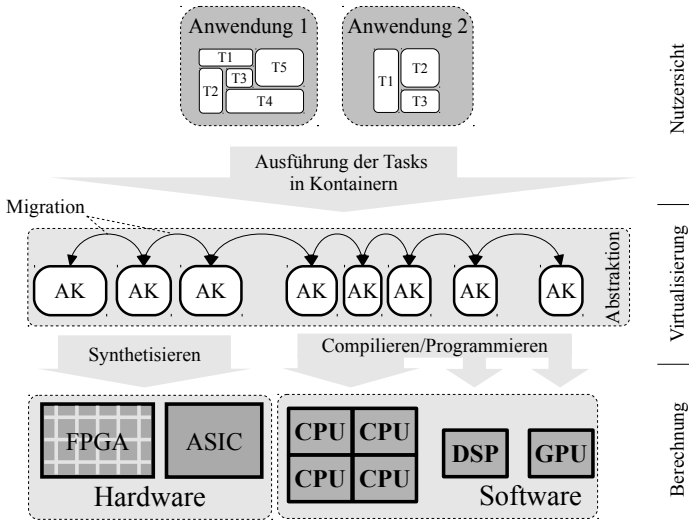 Anwendung 1
T1
T5
T2
T3
T4
Anwendung 2
T1
T2
T3
Nutzersicht
Ausführung der Tasks
in Kontainern
Migration
AK
AK
AK
AK
AK
AK
AK
AK
Abstraktion
Virtualisierung
Synthetisieren
Compilieren/Programmieren
FPGA
ASIC
Hardware
CPU
CPU
CPU
CPU
DSP
GPU
Software
Berechnung